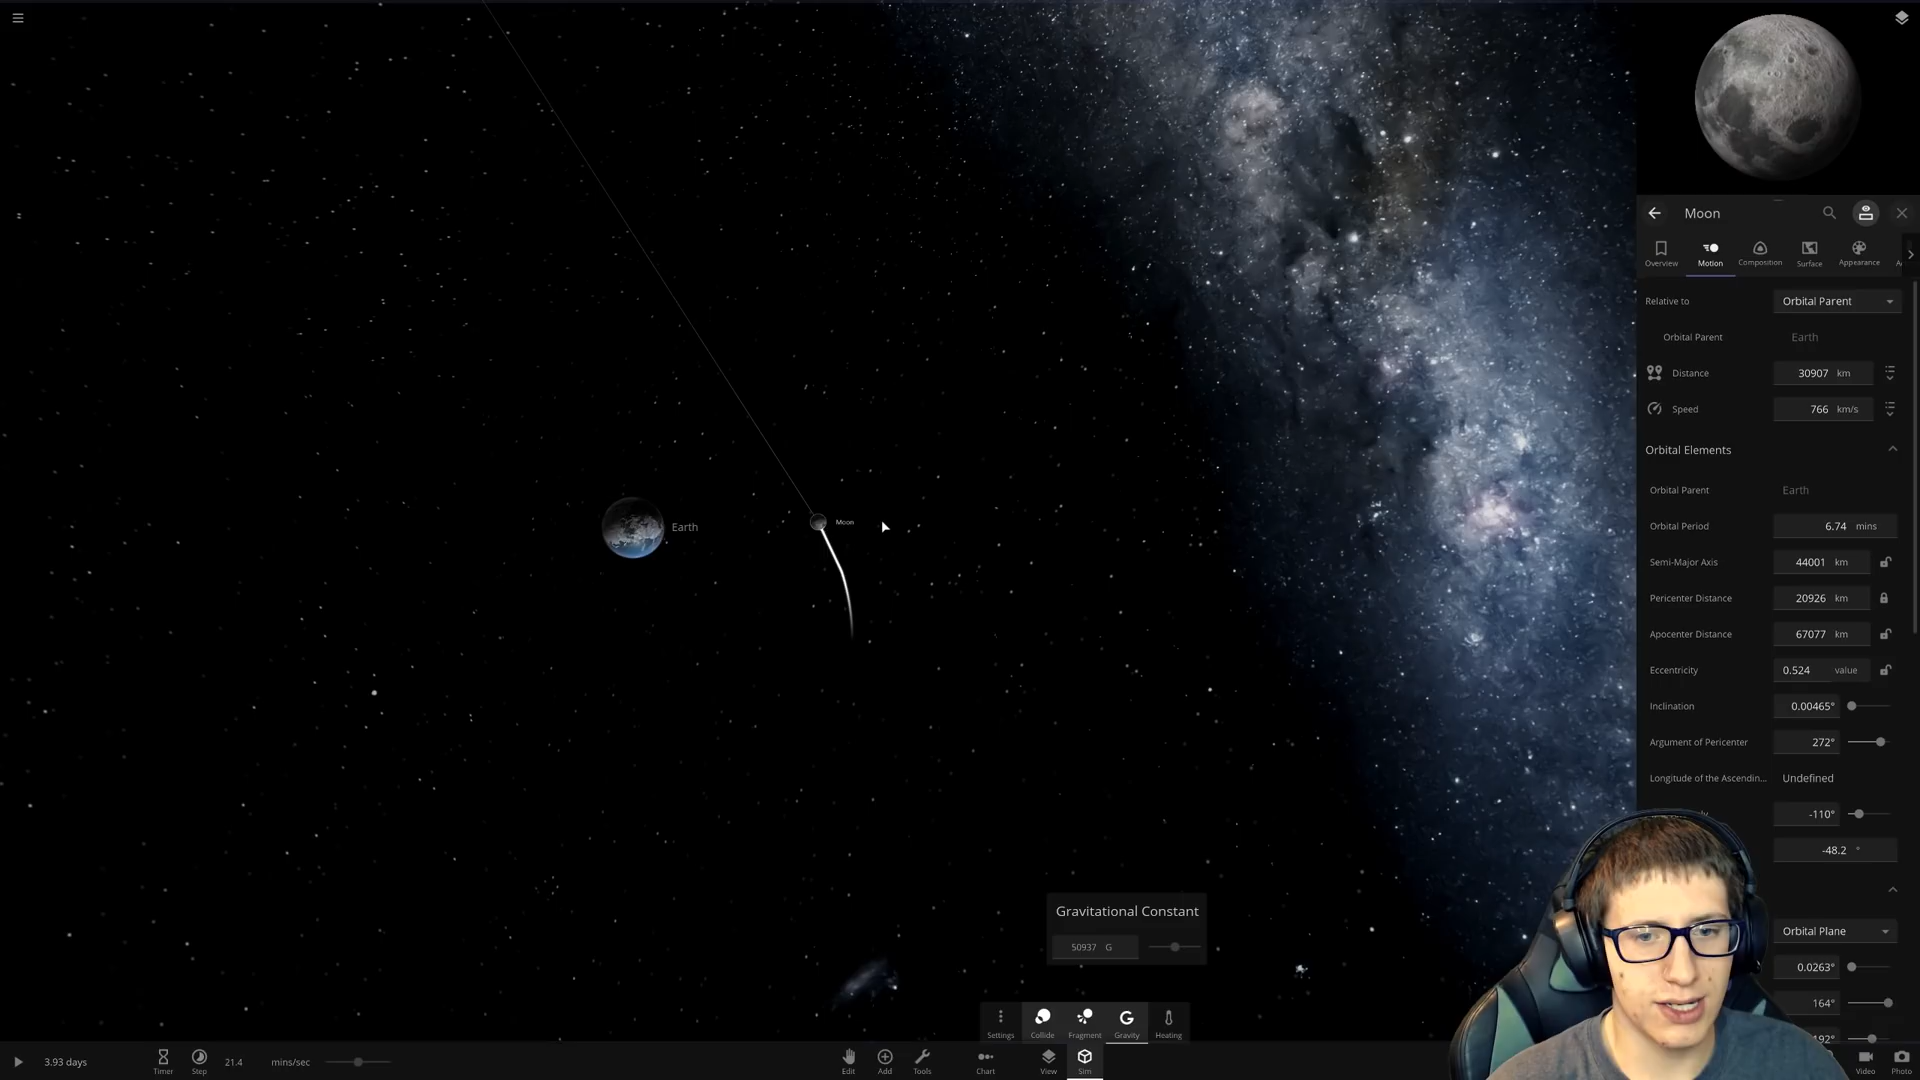 Moon
Overview
Motion
Composition
Surface
Appearance
Relative to
Orbital Parent
Orbital Parent
Earth
Distance
30907 km
Speed
766 km/s
Orbital Elements
Orbital Parent
Earth
Orbital Period
6.74 mins
Semi-Major Axis
44001 km
Pericenter Distance
20926 km
Apocenter Distance
67077 km
Eccentricity
0.524 value
Inclination
0.00465°
Argument of Pericenter
272°
Longitude of the Ascendin...
Undefined
-110°
-48.2 °
Orbital Plane
0.0263°
164°
192°
Earth
Moon
Gravitational Constant
50937 G
Settings
Collide
Fragment
Gravity
Heating
3.93 days
Timer
Step
21.4 mins/sec
Edit
Add
Tools
Chart
View
Sim
Video
Photo